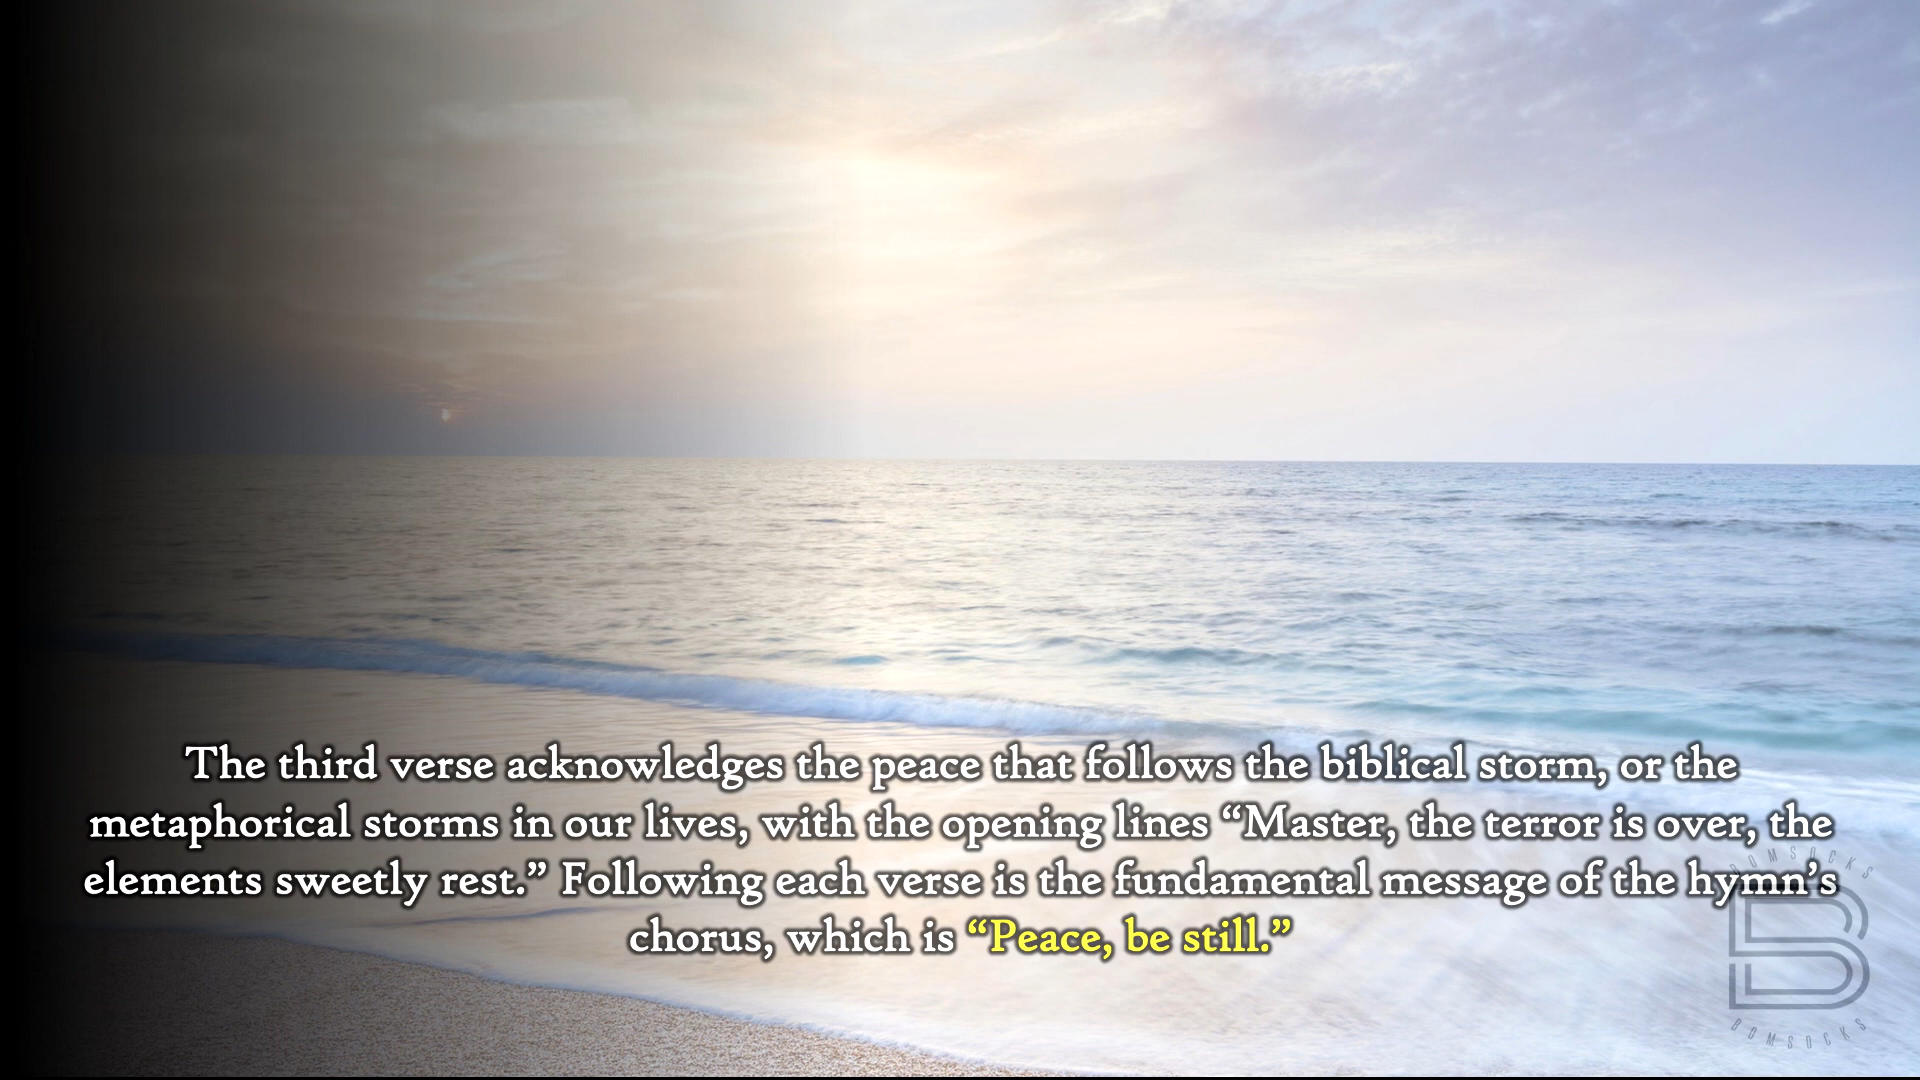 The third verse acknowledges the peace that follows the biblical storm, or the
metaphorical storms in our lives, with the opening lines “Master, the terror is over, the
elements sweetly rest.” Following each verse is the fundamental message of the hymn’s
chorus, which is “Peace, be still.”
BOMSOCKS
B
BOMSOCKS